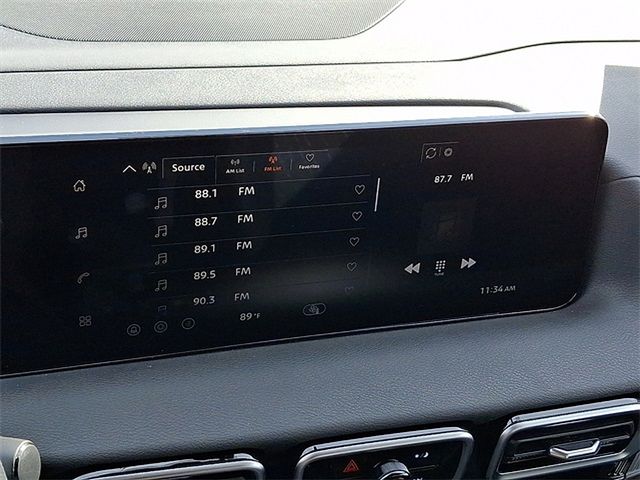 Source
AM List
FM List
Favorites
88.1 FM
88.7 FM
89.1 FM
89.5 FM
90.3 FM
89 °F
87.7 FM
11:34 AM